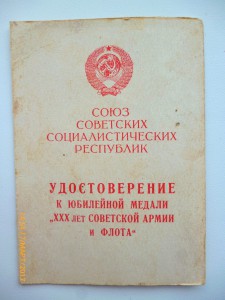 СОЮЗ
СОВЕТСКИХ
СОЦИАЛИСТИЧЕСКИХ
РЕСПУБЛИК
УДОСТОВЕРЕНИЕ
К ЮБИЛЕЙНОЙ МЕДАЛИ
„XXX ЛЕТ СОВЕТСКОЙ АРМИИ
И ФЛОТА“